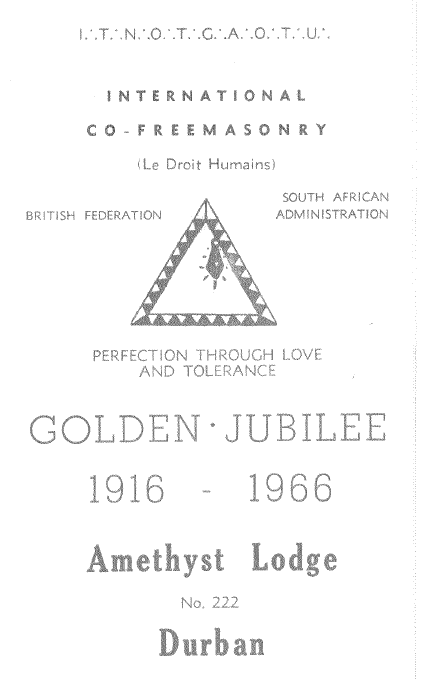 I∴T∴N∴O∴T∴G∴A∴O∴T∴U∴
INTERNATIONAL
CO-FREEMASONRY
(Le Droit Humains)
BRITISH FEDERATION
SOUTH AFRICAN
ADMINISTRATION
PERFECTION THROUGH LOVE
AND TOLERANCE
GOLDEN · JUBILEE
1916 - 1966
Amethyst Lodge
No. 222
Durban